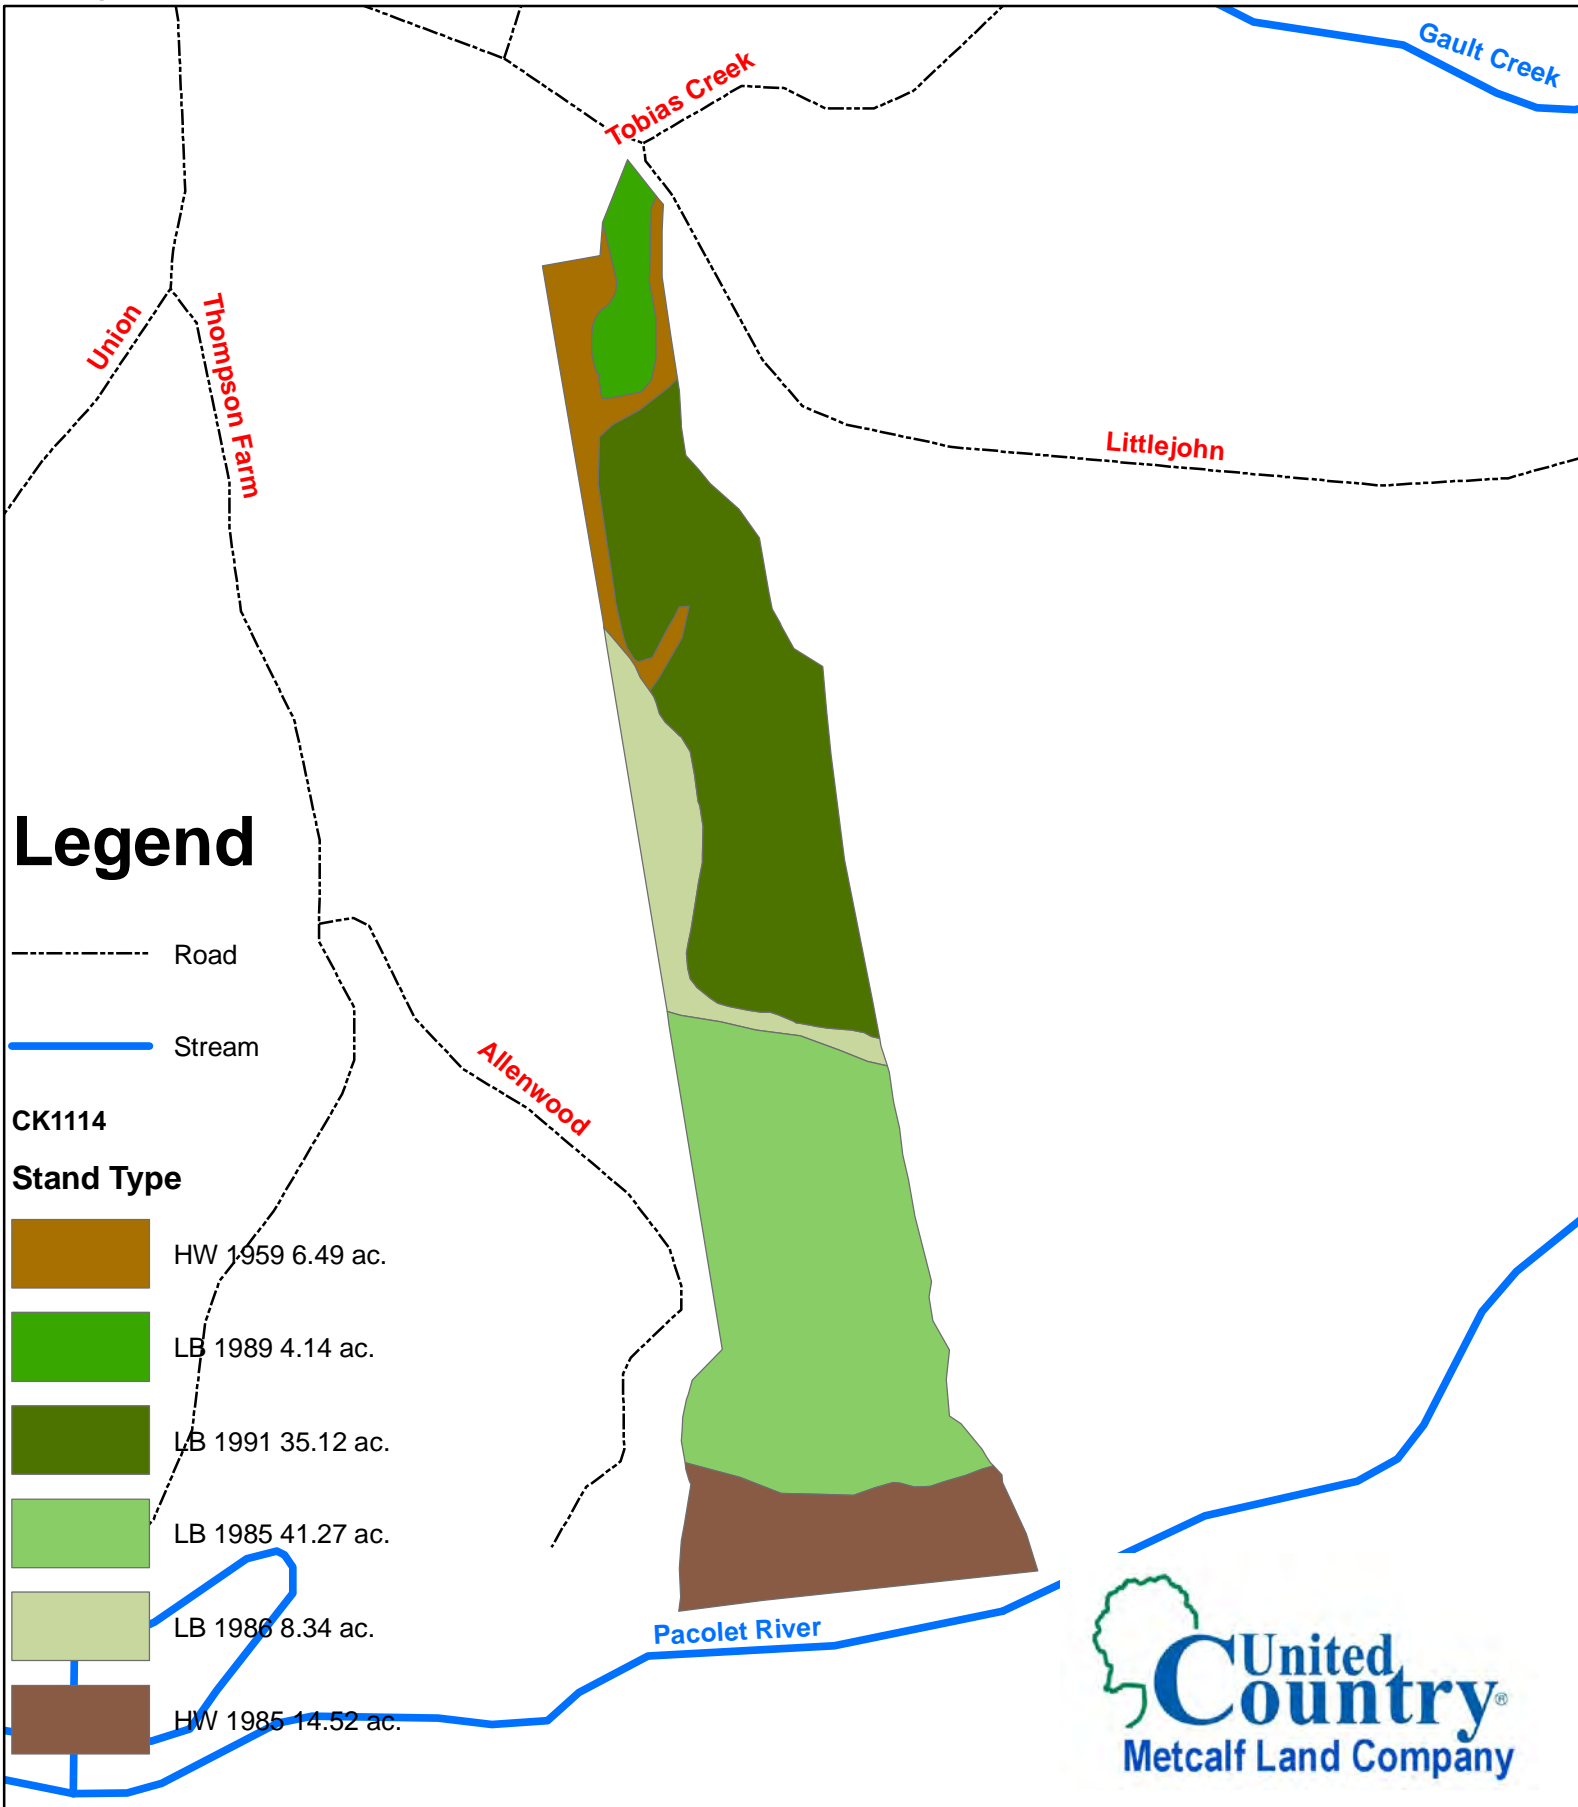 Gault Creek
Tobias Creek
Union
Thompson Farm
Littlejohn
Legend
Road
Stream
Allenwood
CK1114
Stand Type
HW 1959 6.49 ac.
LB 1989 4.14 ac.
LB 1991 35.12 ac.
LB 1985 41.27 ac.
LB 1986 8.34 ac.
HW 1985 14.52 ac.
Pacolet River
United
Country®
Metcalf Land Company